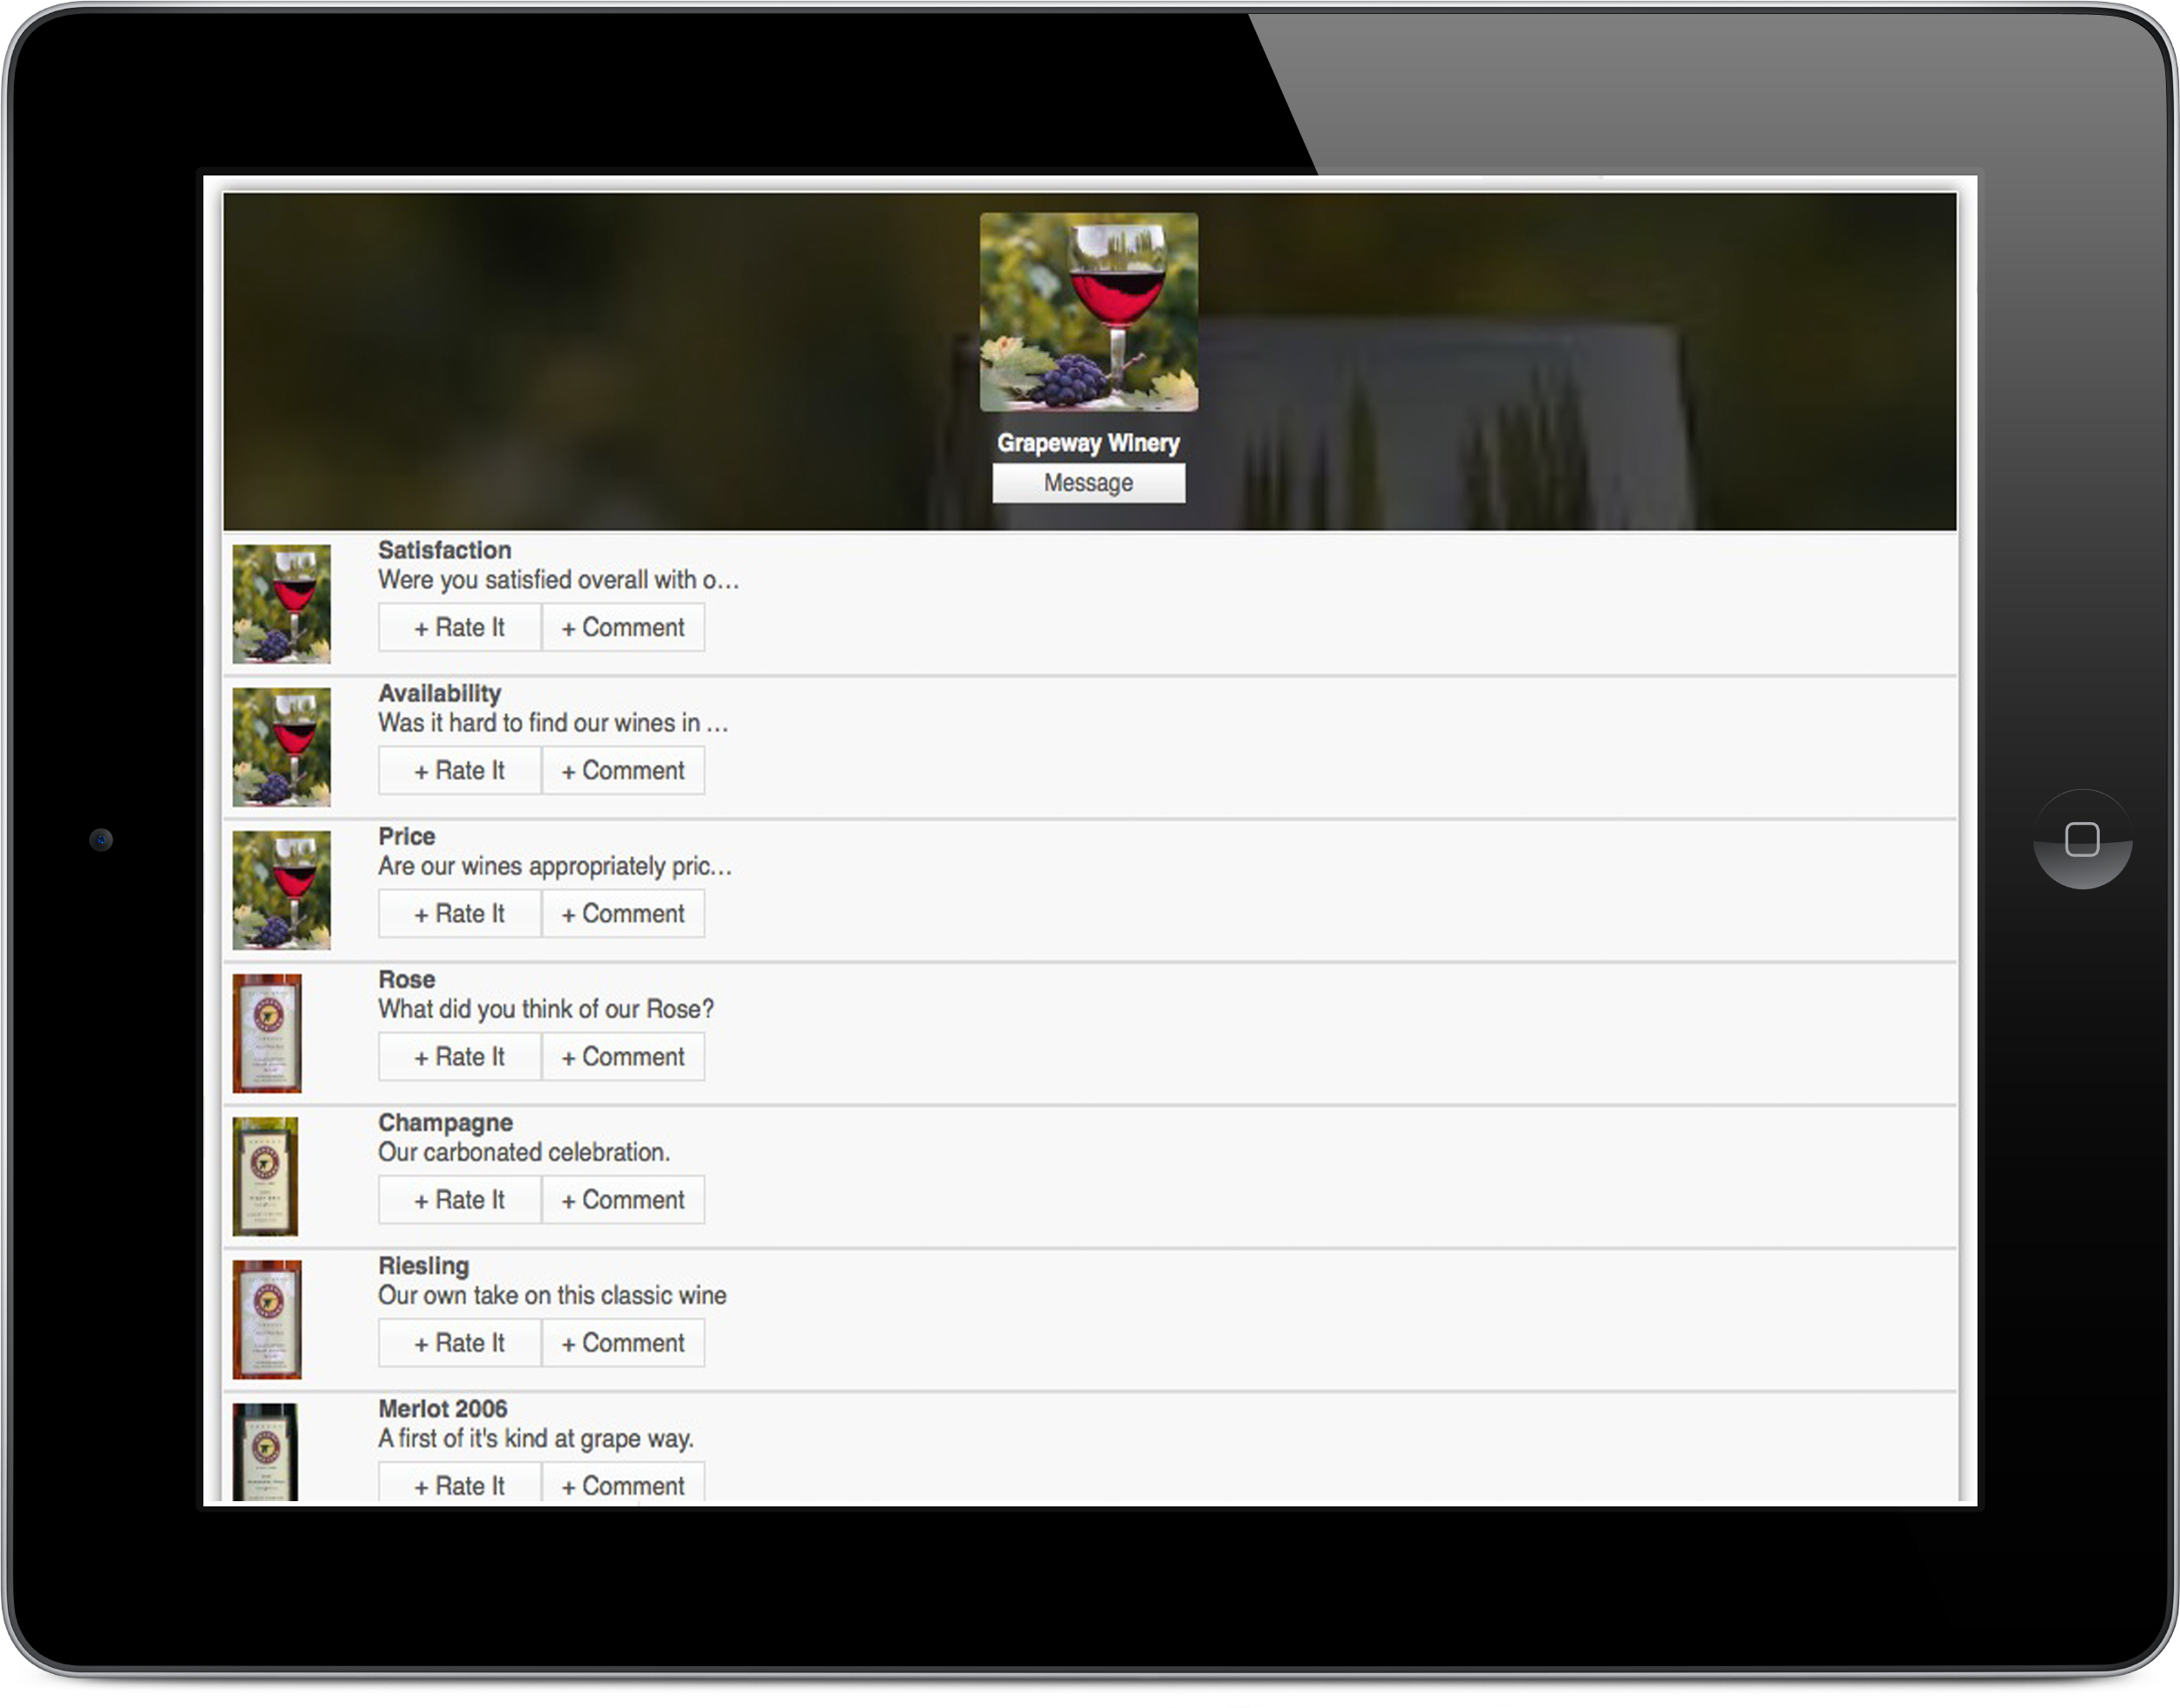 Grapeway Winery
Message
Satisfaction
Were you satisfied overall with o...
+ Rate It + Comment
Availability
Was it hard to find our wines in ...
+ Rate It + Comment
Price
Are our wines appropriately pric...
+ Rate It + Comment
Rose
What did you think of our Rose?
+ Rate It + Comment
Champagne
Our carbonated celebration.
+ Rate It + Comment
Riesling
Our own take on this classic wine
+ Rate It + Comment
Merlot 2006
A first of it's kind at grape way.
+ Rate It + Comment